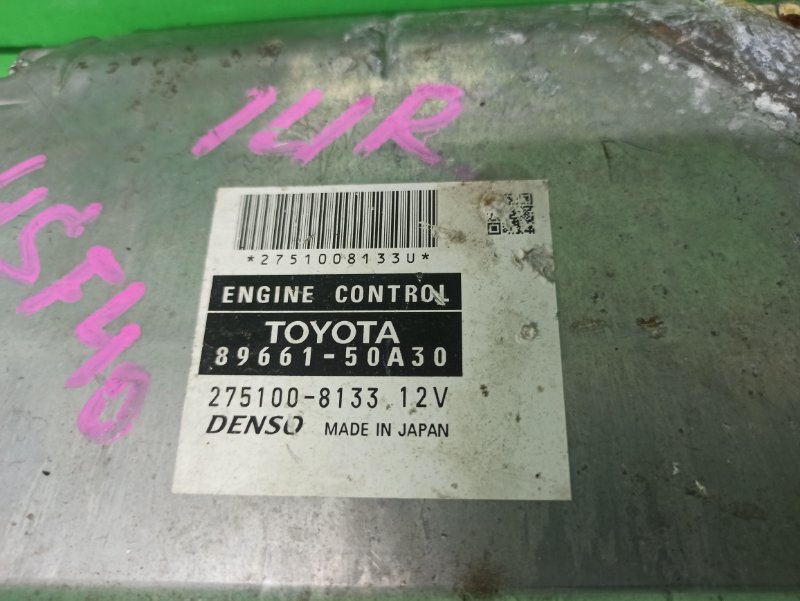 1UR
USF40
*2751008133U*
ENGINE CONTROL
TOYOTA
89661-50A30
275100-8133 12V
DENSO MADE IN JAPAN